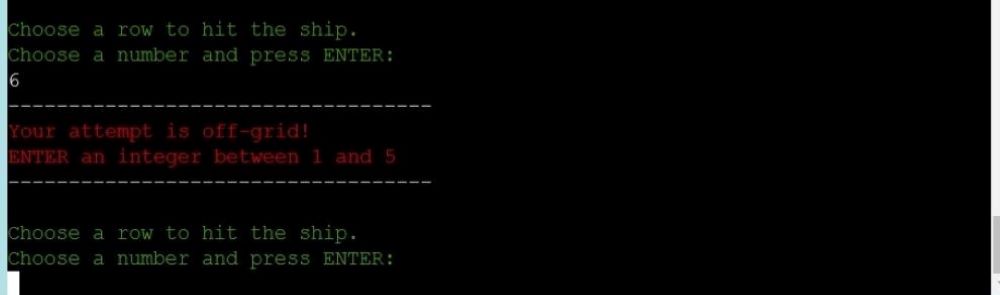 Choose a row to hit the ship.
Choose a number and press ENTER:
6
-----------------------------------
Your attempt is off-grid!
ENTER an integer between 1 and 5
-----------------------------------
Choose a row to hit the ship.
Choose a number and press ENTER: